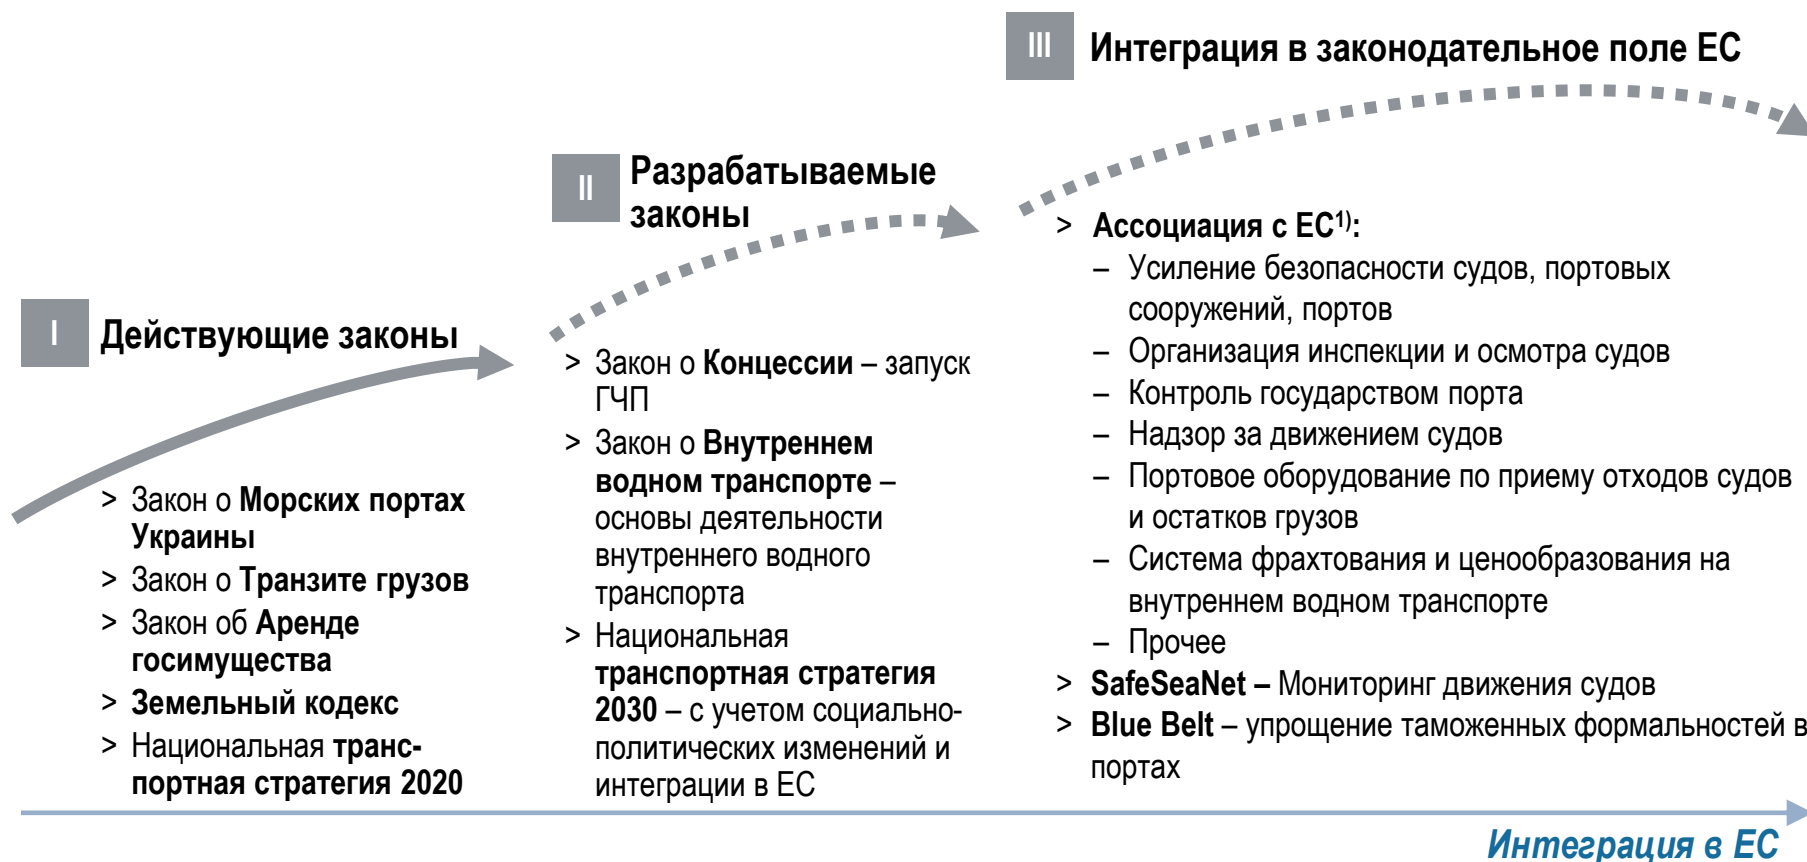 I
Действующие законы
> Закон о Морских портах
Украины
> Закон о Транзите грузов
> Закон об Аренде
госимущества
> Земельный кодекс
> Национальная транс-
портная стратегия 2020
II
Разрабатываемые
законы
> Закон о Концессии – запуск
ГЧП
> Закон о Внутреннем
водном транспорте –
основы деятельности
внутреннего водного
транспорта
> Национальная
транспортная стратегия
2030 – с учетом социально-
политических изменений и
интеграции в ЕС
III
Интеграция в законодательное поле ЕС
> Ассоциация с ЕС¹⁾:
– Усиление безопасности судов, портовых
сооружений, портов
– Организация инспекции и осмотра судов
– Контроль государством порта
– Надзор за движением судов
– Портовое оборудование по приему отходов судов
и остатков грузов
– Система фрахтования и ценообразования на
внутреннем водном транспорте
– Прочее
> SafeSeaNet – Мониторинг движения судов
> Blue Belt – упрощение таможенных формальностей в
портах
Интеграция в ЕС